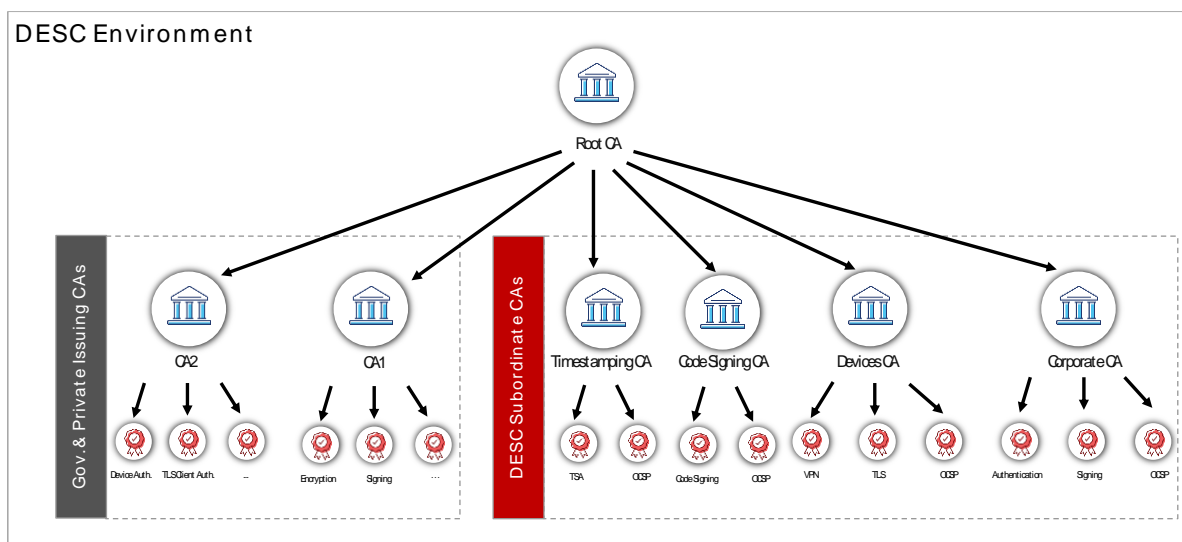 DESC Environment
Root CA
Gov. & Private Issuing CAs
CA2
CA1
Device Auth.
TLS Client Auth.
...
Encryption
Signing
...
DESC Subordinate CAs
Timestamping CA
Code Signing CA
Devices CA
Corporate CA
TSA
OCSP
Code Signing
OCSP
VPN
TLS
OCSP
Authentication
Signing
OCSP